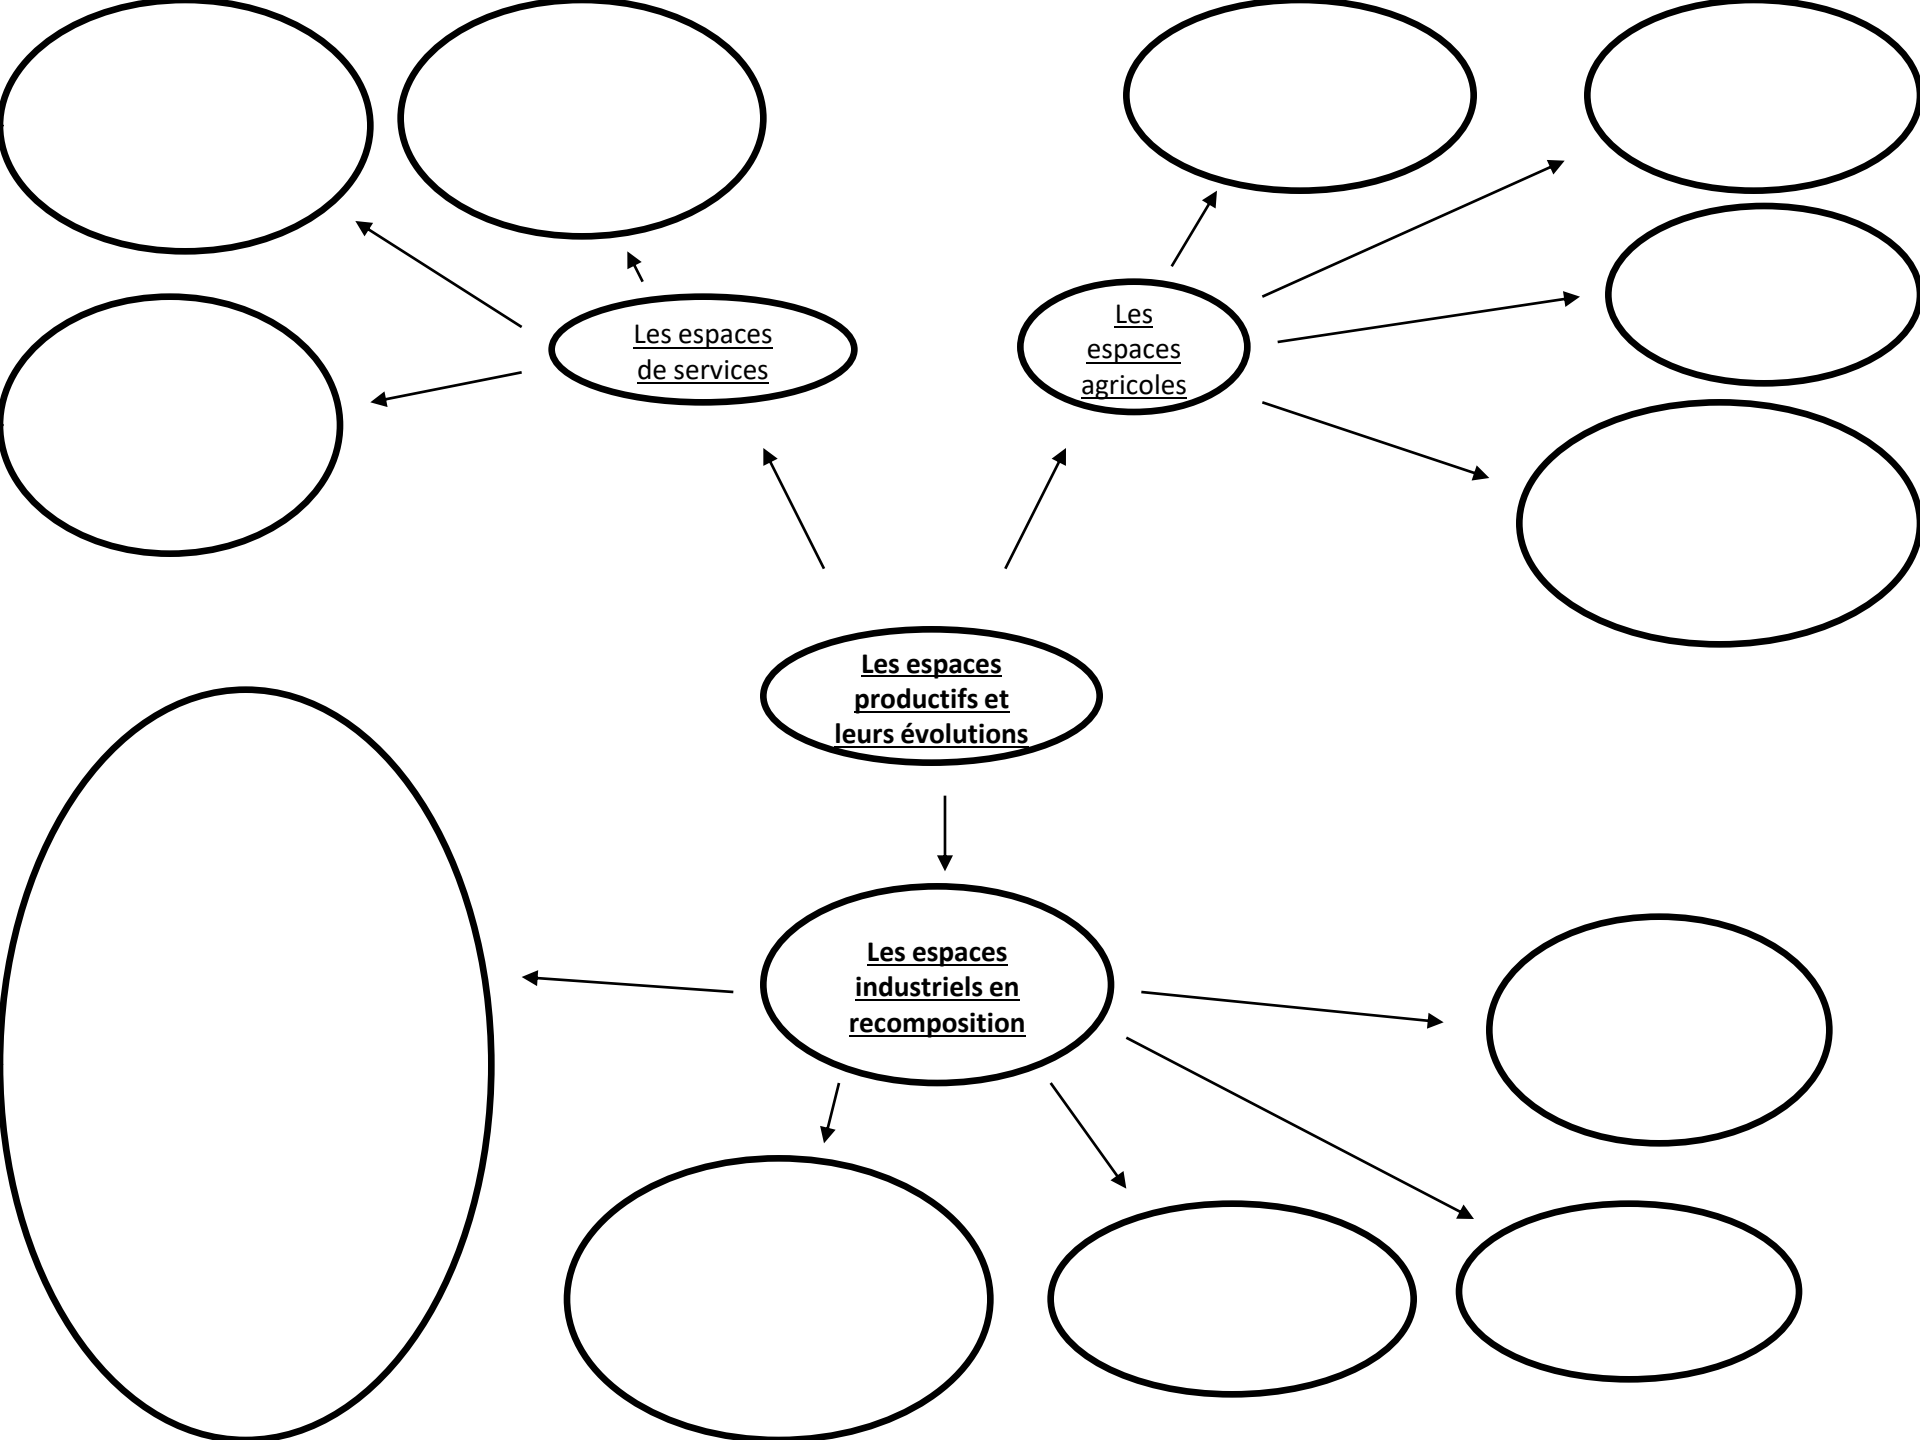 Les espaces
de services
Les
espaces
agricoles
Les espaces
productifs et
leurs évolutions
Les espaces
industriels en
recomposition